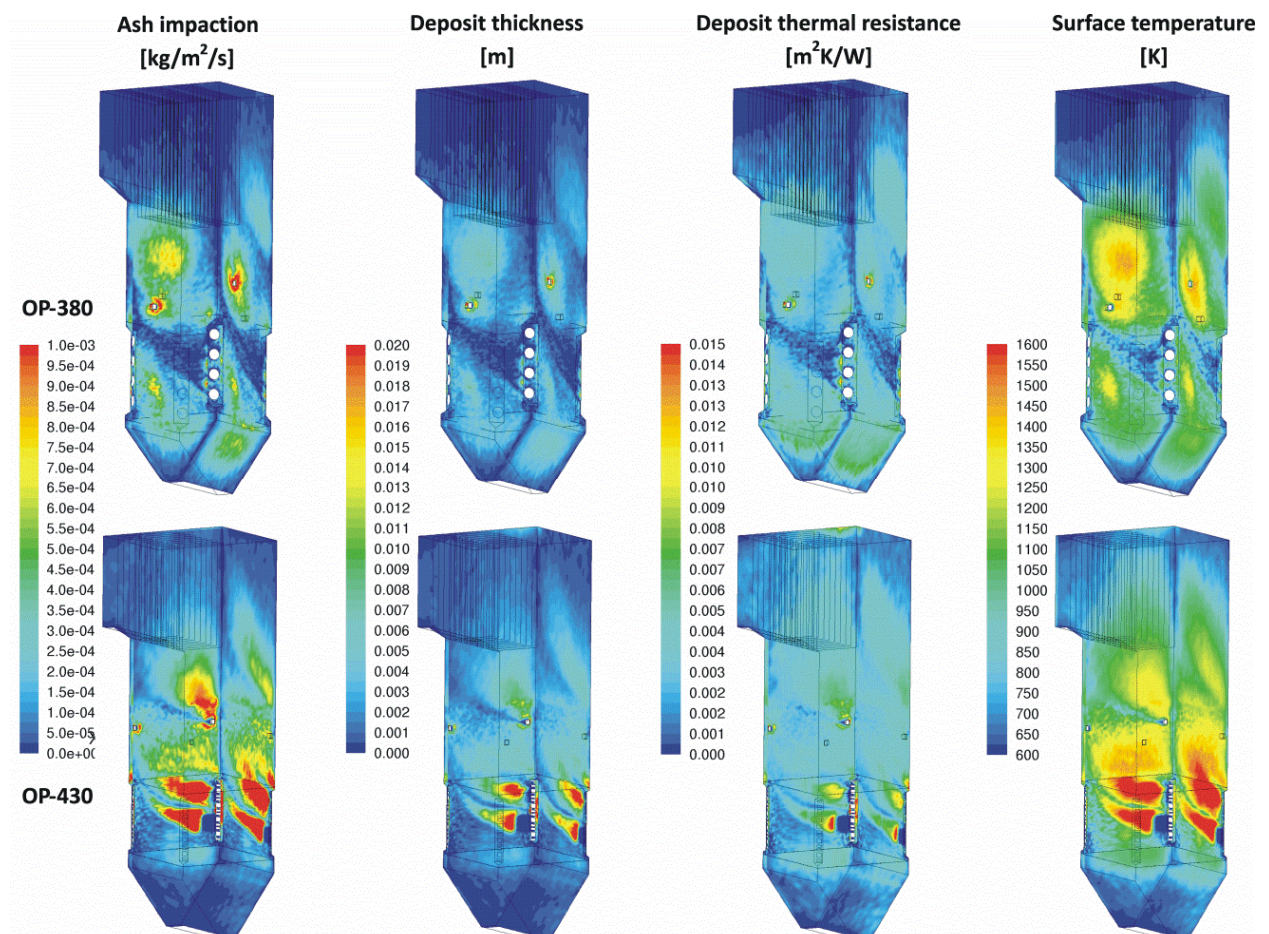 Ash impaction
[kg/m²/s]
Deposit thickness
[m]
Deposit thermal resistance
[m²K/W]
Surface temperature
[K]
OP-380
1.0e-03
9.5e-04
9.0e-04
8.5e-04
8.0e-04
7.5e-04
7.0e-04
6.5e-04
6.0e-04
5.5e-04
5.0e-04
4.5e-04
4.0e-04
3.5e-04
3.0e-04
2.5e-04
2.0e-04
1.5e-04
1.0e-04
5.0e-05
0.0e+00
0.020
0.018
0.017
0.016
0.015
0.014
0.013
0.012
0.011
0.010
0.009
0.008
0.007
0.006
0.005
0.004
0.003
0.002
0.001
0.000
0.015
0.014
0.013
0.013
0.012
0.011
0.010
0.010
0.009
0.008
0.007
0.007
0.006
0.005
0.004
0.004
0.003
0.002
0.001
0.000
1600
1550
1500
1450
1400
1350
1300
1250
1200
1150
1100
1050
1000
950
900
850
800
750
700
650
600
OP-430